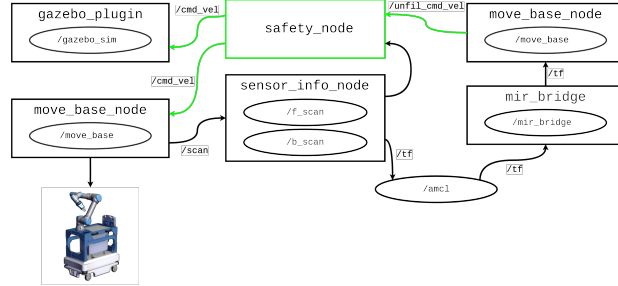 gazebo_plugin
/gazebo_sim
/cmd_vel
safety_node
/unfil_cmd_vel
move_base_node
/move_base
/cmd_vel
/tf
move_base_node
/move_base
/scan
sensor_info_node
/f_scan
/b_scan
/tf
mir_bridge
/mir_bridge
/amcl
/tf